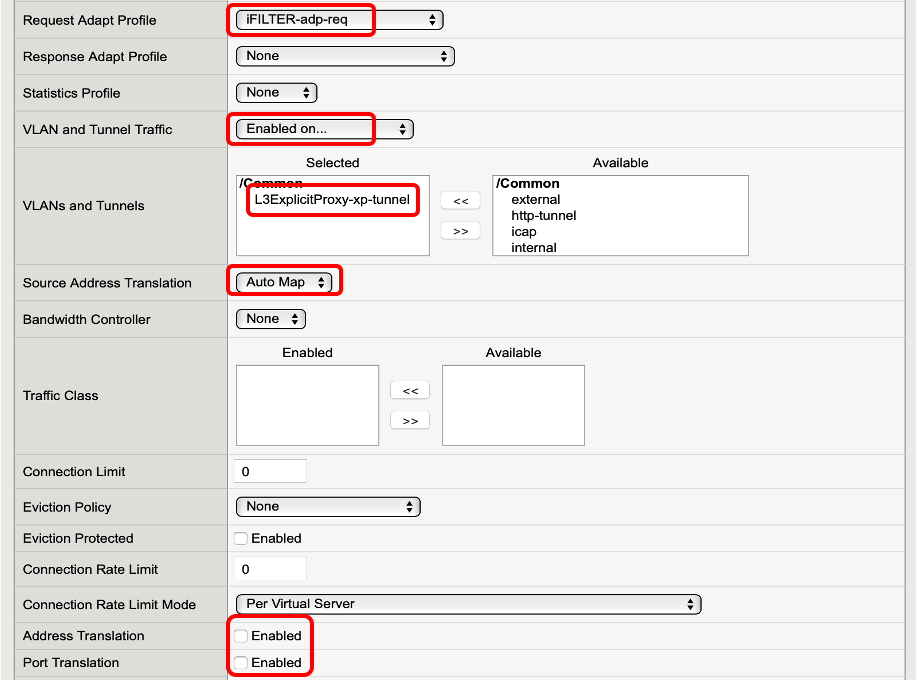 Request Adapt Profile iFILTER-adp-req
Response Adapt Profile None
Statistics Profile None
VLAN and Tunnel Traffic Enabled on...
Selected Available
/Common /Common
L3ExplicitProxy-xp-tunnel external
VLANs and Tunnels << http-tunnel
>> icap
internal
Source Address Translation Auto Map
Bandwidth Controller None
Enabled Available
Traffic Class << >>
Connection Limit 0
Eviction Policy None
Eviction Protected Enabled
Connection Rate Limit 0
Connection Rate Limit Mode Per Virtual Server
Address Translation Enabled
Port Translation Enabled